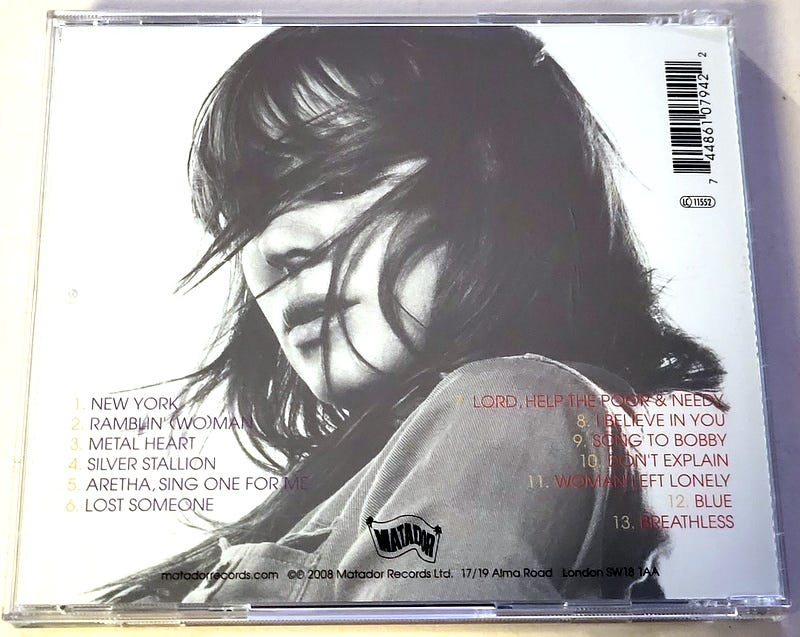 7 44861 07942 2
LC 11552
1. NEW YORK
2. RAMBLIN' (WO)MAN
3. METAL HEART
4. SILVER STALLION
5. ARETHA, SING ONE FOR ME
6. LOST SOMEONE
7. LORD, HELP THE POOR & NEEDY
8. I BELIEVE IN YOU
9. SONG TO BOBBY
10. DON'T EXPLAIN
11. WOMAN LEFT LONELY
12. BLUE
13. BREATHLESS
MATADOR
matadorrecords.com ©℗ 2008 Matador Records Ltd. 17/19 Alma Road London SW18 1AA